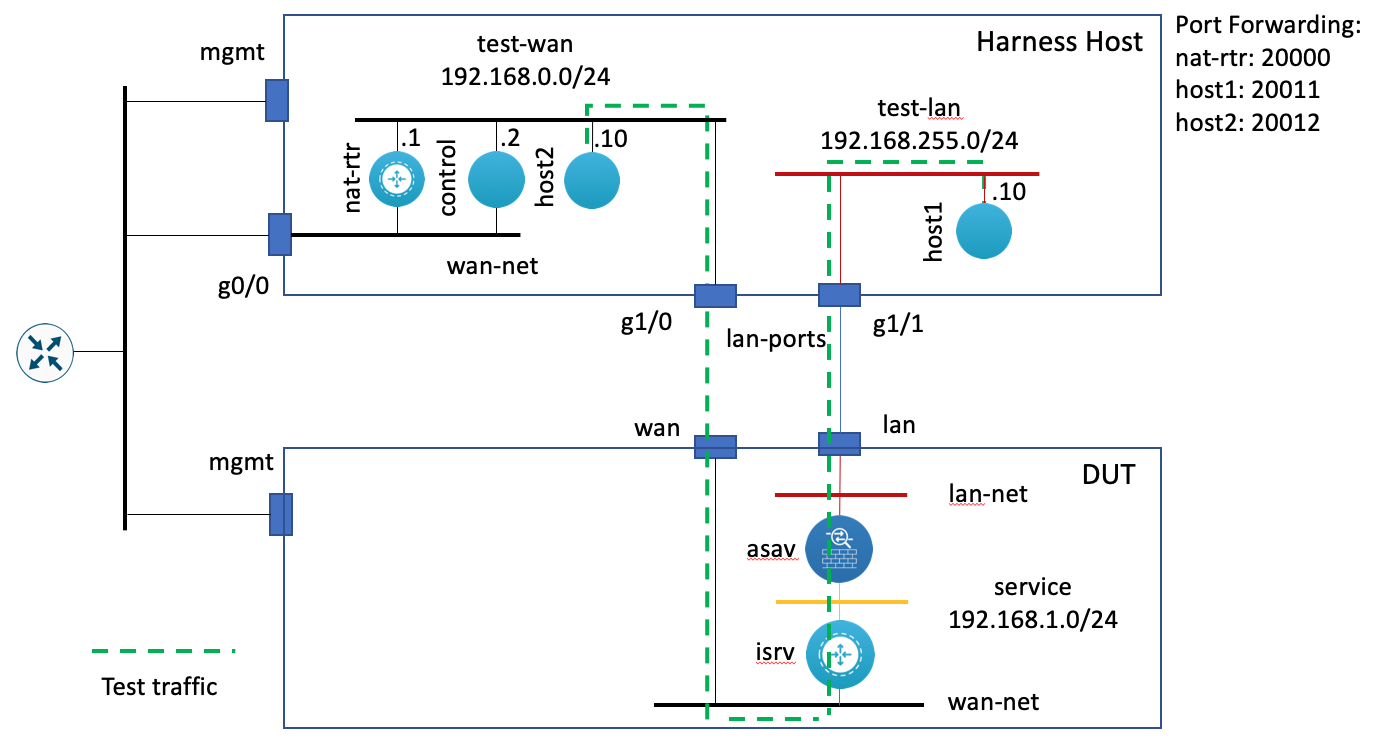 Harness Host
Port Forwarding:
nat-rtr: 20000
host1: 20011
host2: 20012
mgmt
test-wan
192.168.0.0/24
test-lan
192.168.255.0/24
nat-rtr
.1
control
.2
host2
.10
host1
.10
wan-net
g0/0
g1/0
lan-ports
g1/1
wan
lan
mgmt
DUT
lan-net
asav
service
192.168.1.0/24
isrv
wan-net
Test traffic